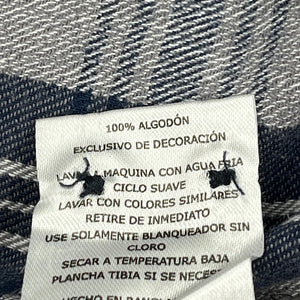 100% ALGODÓN
EXCLUSIVO DE DECORACIÓN
MAQUINA CON AGUA FRIA
CICLO SUAVE
LAVAR CON COLORES SIMILARES
RETIRE DE INMEDIATO
USE SOLAMENTE BLANQUEADOR SIN
CLORO
SECAR A TEMPERATURA BAJA
PLANCHA TIBIA SI SE
HECHO EN